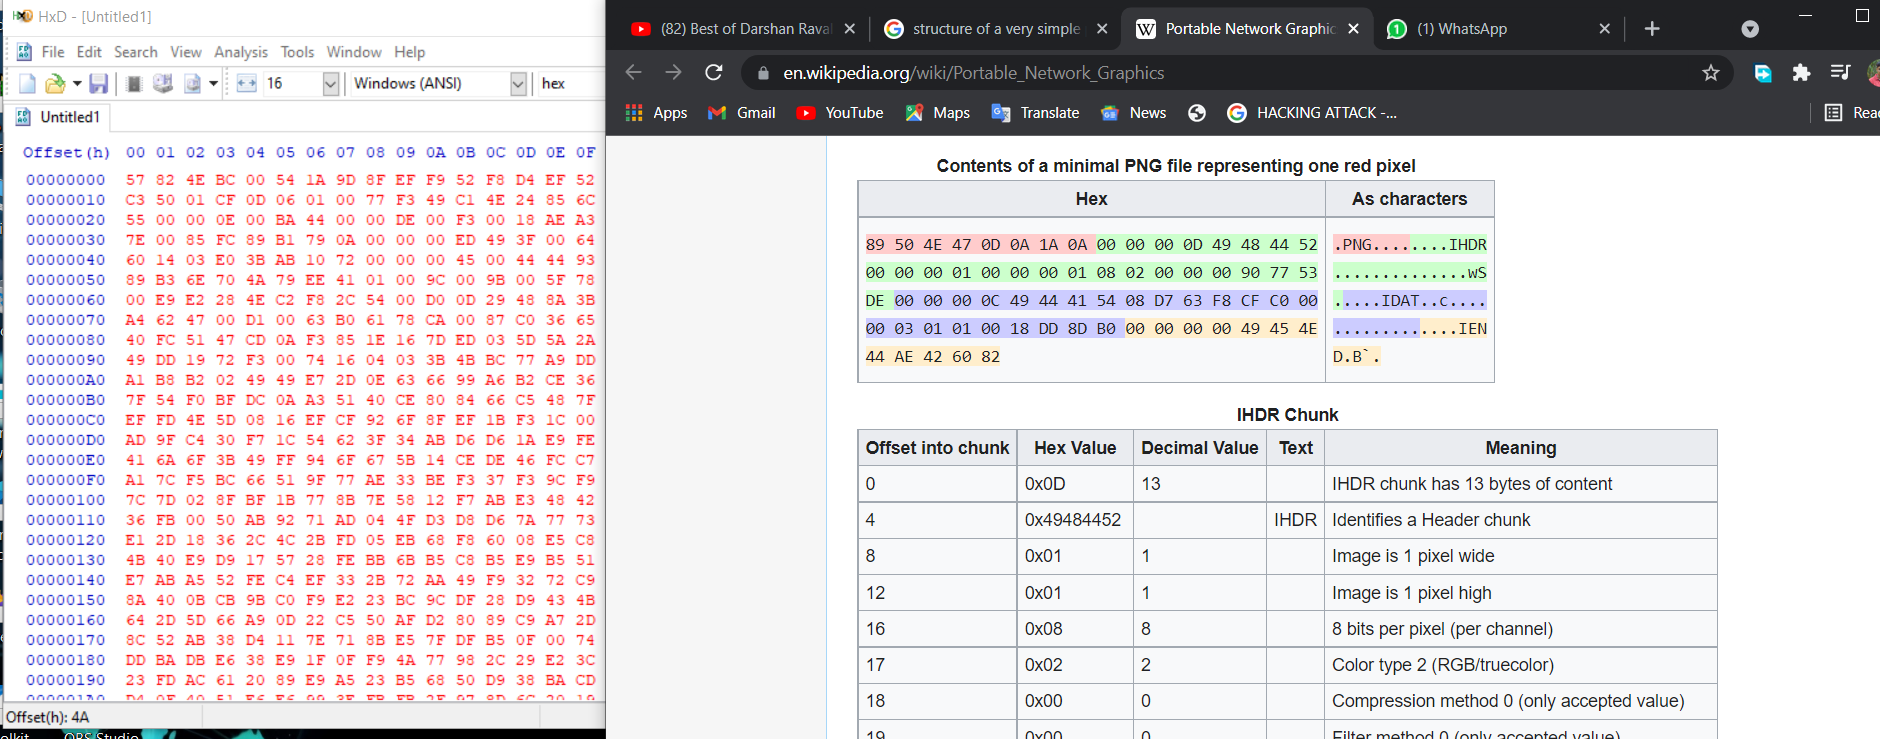 HxD - [Untitled1]
File Edit Search View Analysis Tools Window Help
16 Windows (ANSI) hex
Untitled1
Offset(h) 00 01 02 03 04 05 06 07 08 09 0A 0B 0C 0D 0E 0F
00000000 57 82 4E BC 00 54 1A 9D 8F EF F9 52 F8 D4 EF 52
00000010 C3 50 01 CF 0D 06 01 00 77 F3 49 C1 4E 24 85 6C
00000020 55 00 00 0E 00 BA 44 00 00 DE 00 F3 00 18 AE A3
00000030 7E 00 85 FC 89 B1 79 0A 00 00 00 ED 49 3F 00 64
00000040 60 14 03 E0 3B AB 10 72 00 00 00 45 00 44 44 93
00000050 89 B3 6E 70 4A 79 EE 41 01 00 9C 00 9B 00 5F 78
00000060 00 E9 E2 28 4E C2 F8 2C 54 00 D0 0D 29 48 8A 3B
00000070 A4 62 47 00 D1 00 63 B0 61 78 CA 00 87 C0 36 65
00000080 40 FC 51 47 CD 0A F3 85 1E 16 7D ED 03 5D 5A 2A
00000090 49 DD 19 72 F3 00 74 16 04 03 3B 4B BC 77 A9 DD
000000A0 A1 B8 B2 02 49 49 E7 2D 0E 63 66 99 A6 B2 CE 36
000000B0 7F 54 F0 BF DC 0A A3 51 40 CE 80 84 66 C5 48 7F
000000C0 EF FD 4E 5D 08 16 EF CF 92 6F 8F EF 1B F3 1C 00
000000D0 AD 9F C4 30 F7 1C 54 62 3F 34 AB D6 D6 1A E9 FE
000000E0 41 6A 6F 3B 49 FF 94 6F 67 5B 14 CE DE 46 FC C7
000000F0 A1 7C F5 BC 66 51 9F 77 AE 33 BE F3 37 F3 9C F9
00000100 7C 7D 02 8F BF 1B 77 8B 7E 58 12 F7 AB E3 48 42
00000110 36 FB 00 50 AB 92 71 AD 04 4F D3 D8 D6 7A 77 73
00000120 E1 2D 18 36 2C 4C 2B FD 05 EB 68 F8 60 08 E5 C8
00000130 4B 40 E9 D9 17 57 28 FE BB 6B B5 C8 B5 E9 B5 51
00000140 E7 AB A5 52 FE C4 EF 33 2B 72 AA 49 F9 32 72 C9
00000150 8A 40 0B CB 9B C0 F9 E2 23 BC 9C DF 28 D9 43 4B
00000160 64 2D 5D 66 A9 0D 22 C5 50 AF D2 80 89 C9 A7 2D
00000170 8C 52 AB 38 D4 11 7E 71 8B E5 7F DF B5 0F 00 74
00000180 DD BA DB E6 38 E9 1F 0F F9 4A 77 98 2C 29 E2 3C
00000190 23 FD AC 61 20 89 E9 A5 23 B5 68 50 D9 38 BA CD
Offset(h): 4A
OBS Studio
(82) Best of Darshan Raval
structure of a very simple
Portable Network Graphic
(1) WhatsApp
en.wikipedia.org/wiki/Portable_Network_Graphics
Apps Gmail YouTube Maps Translate News HACKING ATTACK -... Rea
Contents of a minimal PNG file representing one red pixel
Hex As characters
89 50 4E 47 0D 0A 1A 0A 00 00 00 0D 49 48 44 52 .PNG........IHDR
00 00 00 01 00 00 00 01 08 02 00 00 00 90 77 53 ..............wS
DE 00 00 00 0C 49 44 41 54 08 D7 63 F8 CF C0 00 .....IDAT..c....
00 03 01 01 00 18 DD 8D B0 00 00 00 00 49 45 4E .............IEN
44 AE 42 60 82 D.B`.
IHDR Chunk
Offset into chunk Hex Value Decimal Value Text Meaning
0 0x0D 13 IHDR chunk has 13 bytes of content
4 0x49484452 IHDR Identifies a Header chunk
8 0x01 1 Image is 1 pixel wide
12 0x01 1 Image is 1 pixel high
16 0x08 8 8 bits per pixel (per channel)
17 0x02 2 Color type 2 (RGB/truecolor)
18 0x00 0 Compression method 0 (only accepted value)
19 0x00 0 Filter method 0 (only accepted value)